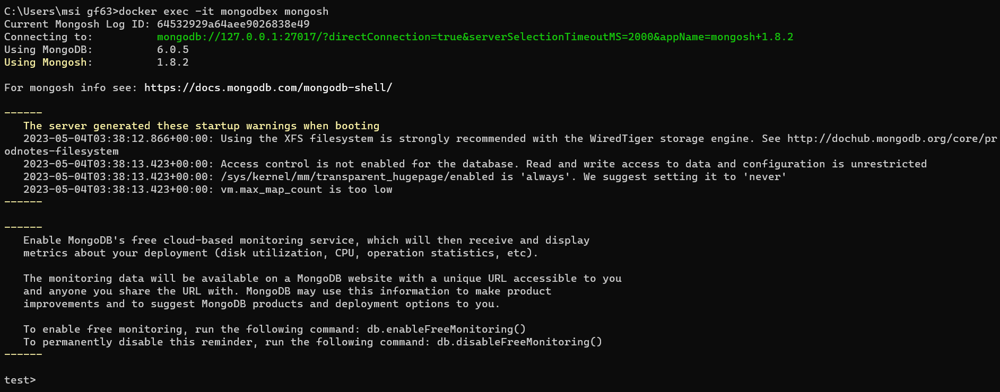 C:\Users\msi gf63>docker exec -it mongodbex mongosh
Current Mongosh Log ID: 64532929a64aee9026838e49
Connecting to:          mongodb://127.0.0.1:27017/?directConnection=true&serverSelectionTimeoutMS=2000&appName=mongosh+1.8.2
Using MongoDB:          6.0.5
Using Mongosh:          1.8.2

For mongosh info see: https://docs.mongodb.com/mongodb-shell/

------
   The server generated these startup warnings when booting
   2023-05-04T03:38:12.866+00:00: Using the XFS filesystem is strongly recommended with the WiredTiger storage engine. See http://dochub.mongodb.org/core/pr
odnotes-filesystem
   2023-05-04T03:38:13.423+00:00: Access control is not enabled for the database. Read and write access to data and configuration is unrestricted
   2023-05-04T03:38:13.423+00:00: /sys/kernel/mm/transparent_hugepage/enabled is 'always'. We suggest setting it to 'never'
   2023-05-04T03:38:13.423+00:00: vm.max_map_count is too low
------

------
   Enable MongoDB's free cloud-based monitoring service, which will then receive and display
   metrics about your deployment (disk utilization, CPU, operation statistics, etc).

   The monitoring data will be available on a MongoDB website with a unique URL accessible to you
   and anyone you share the URL with. MongoDB may use this information to make product
   improvements and to suggest MongoDB products and deployment options to you.

   To enable free monitoring, run the following command: db.enableFreeMonitoring()
   To permanently disable this reminder, run the following command: db.disableFreeMonitoring()
------

test>